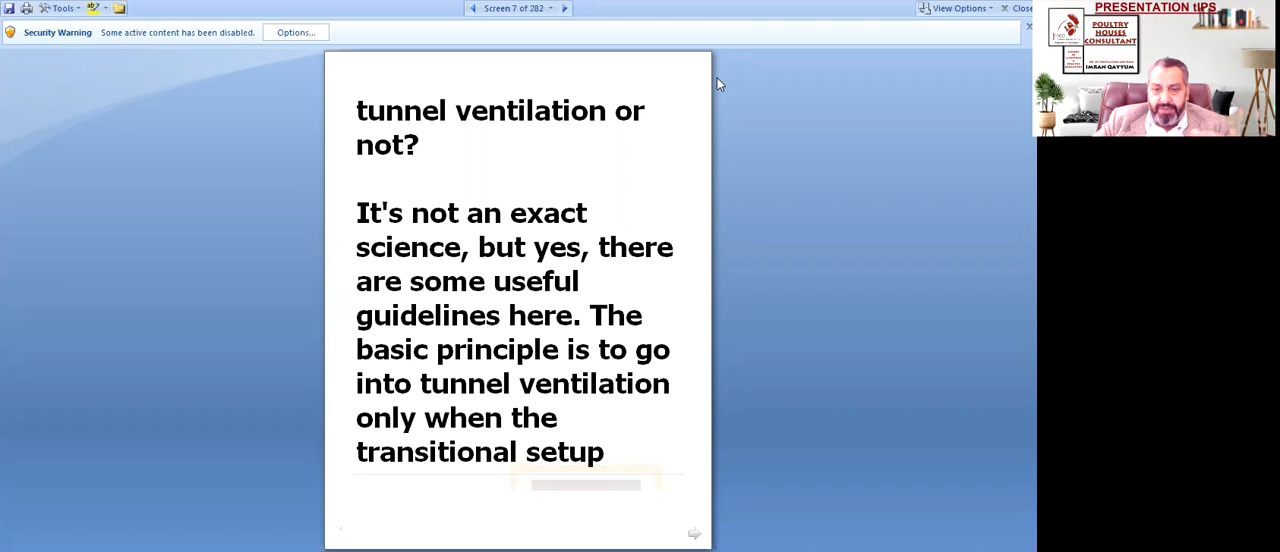 Tools
Screen 7 of 282
View Options
Close
Security Warning Some active content has been disabled. Options...
tunnel ventilation or
not?
It's not an exact
science, but yes, there
are some useful
guidelines here. The
basic principle is to go
into tunnel ventilation
only when the
transitional setup
PRESENTATION tIPS
POULTRY
HOUSES
CONSULTANT
IMRAN QAYYUM